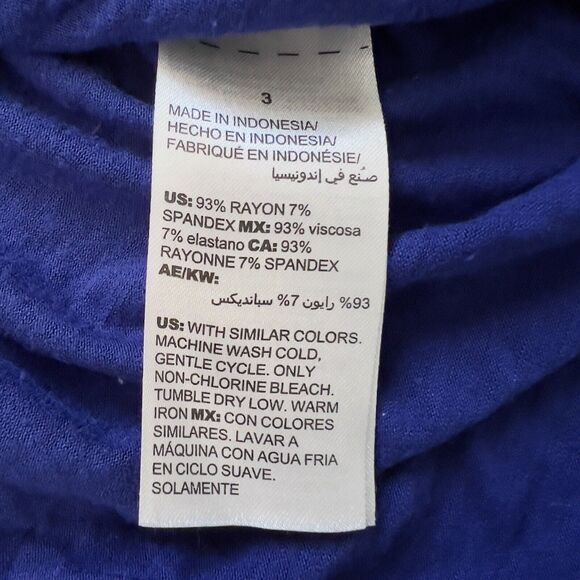 3
MADE IN INDONESIA/
HECHO EN INDONESIA/
FABRIQUÉ EN INDONÉSIE/
صُنع في إندونيسيا
US: 93% RAYON 7%
SPANDEX MX: 93% viscosa
7% elastano CA: 93%
RAYONNE 7% SPANDEX
AE/KW:
93% رايون 7% سبانديكس
US: WITH SIMILAR COLORS.
MACHINE WASH COLD,
GENTLE CYCLE. ONLY
NON-CHLORINE BLEACH.
TUMBLE DRY LOW. WARM
IRON MX: CON COLORES
SIMILARES. LAVAR A
MÁQUINA CON AGUA FRIA
EN CICLO SUAVE.
SOLAMENTE